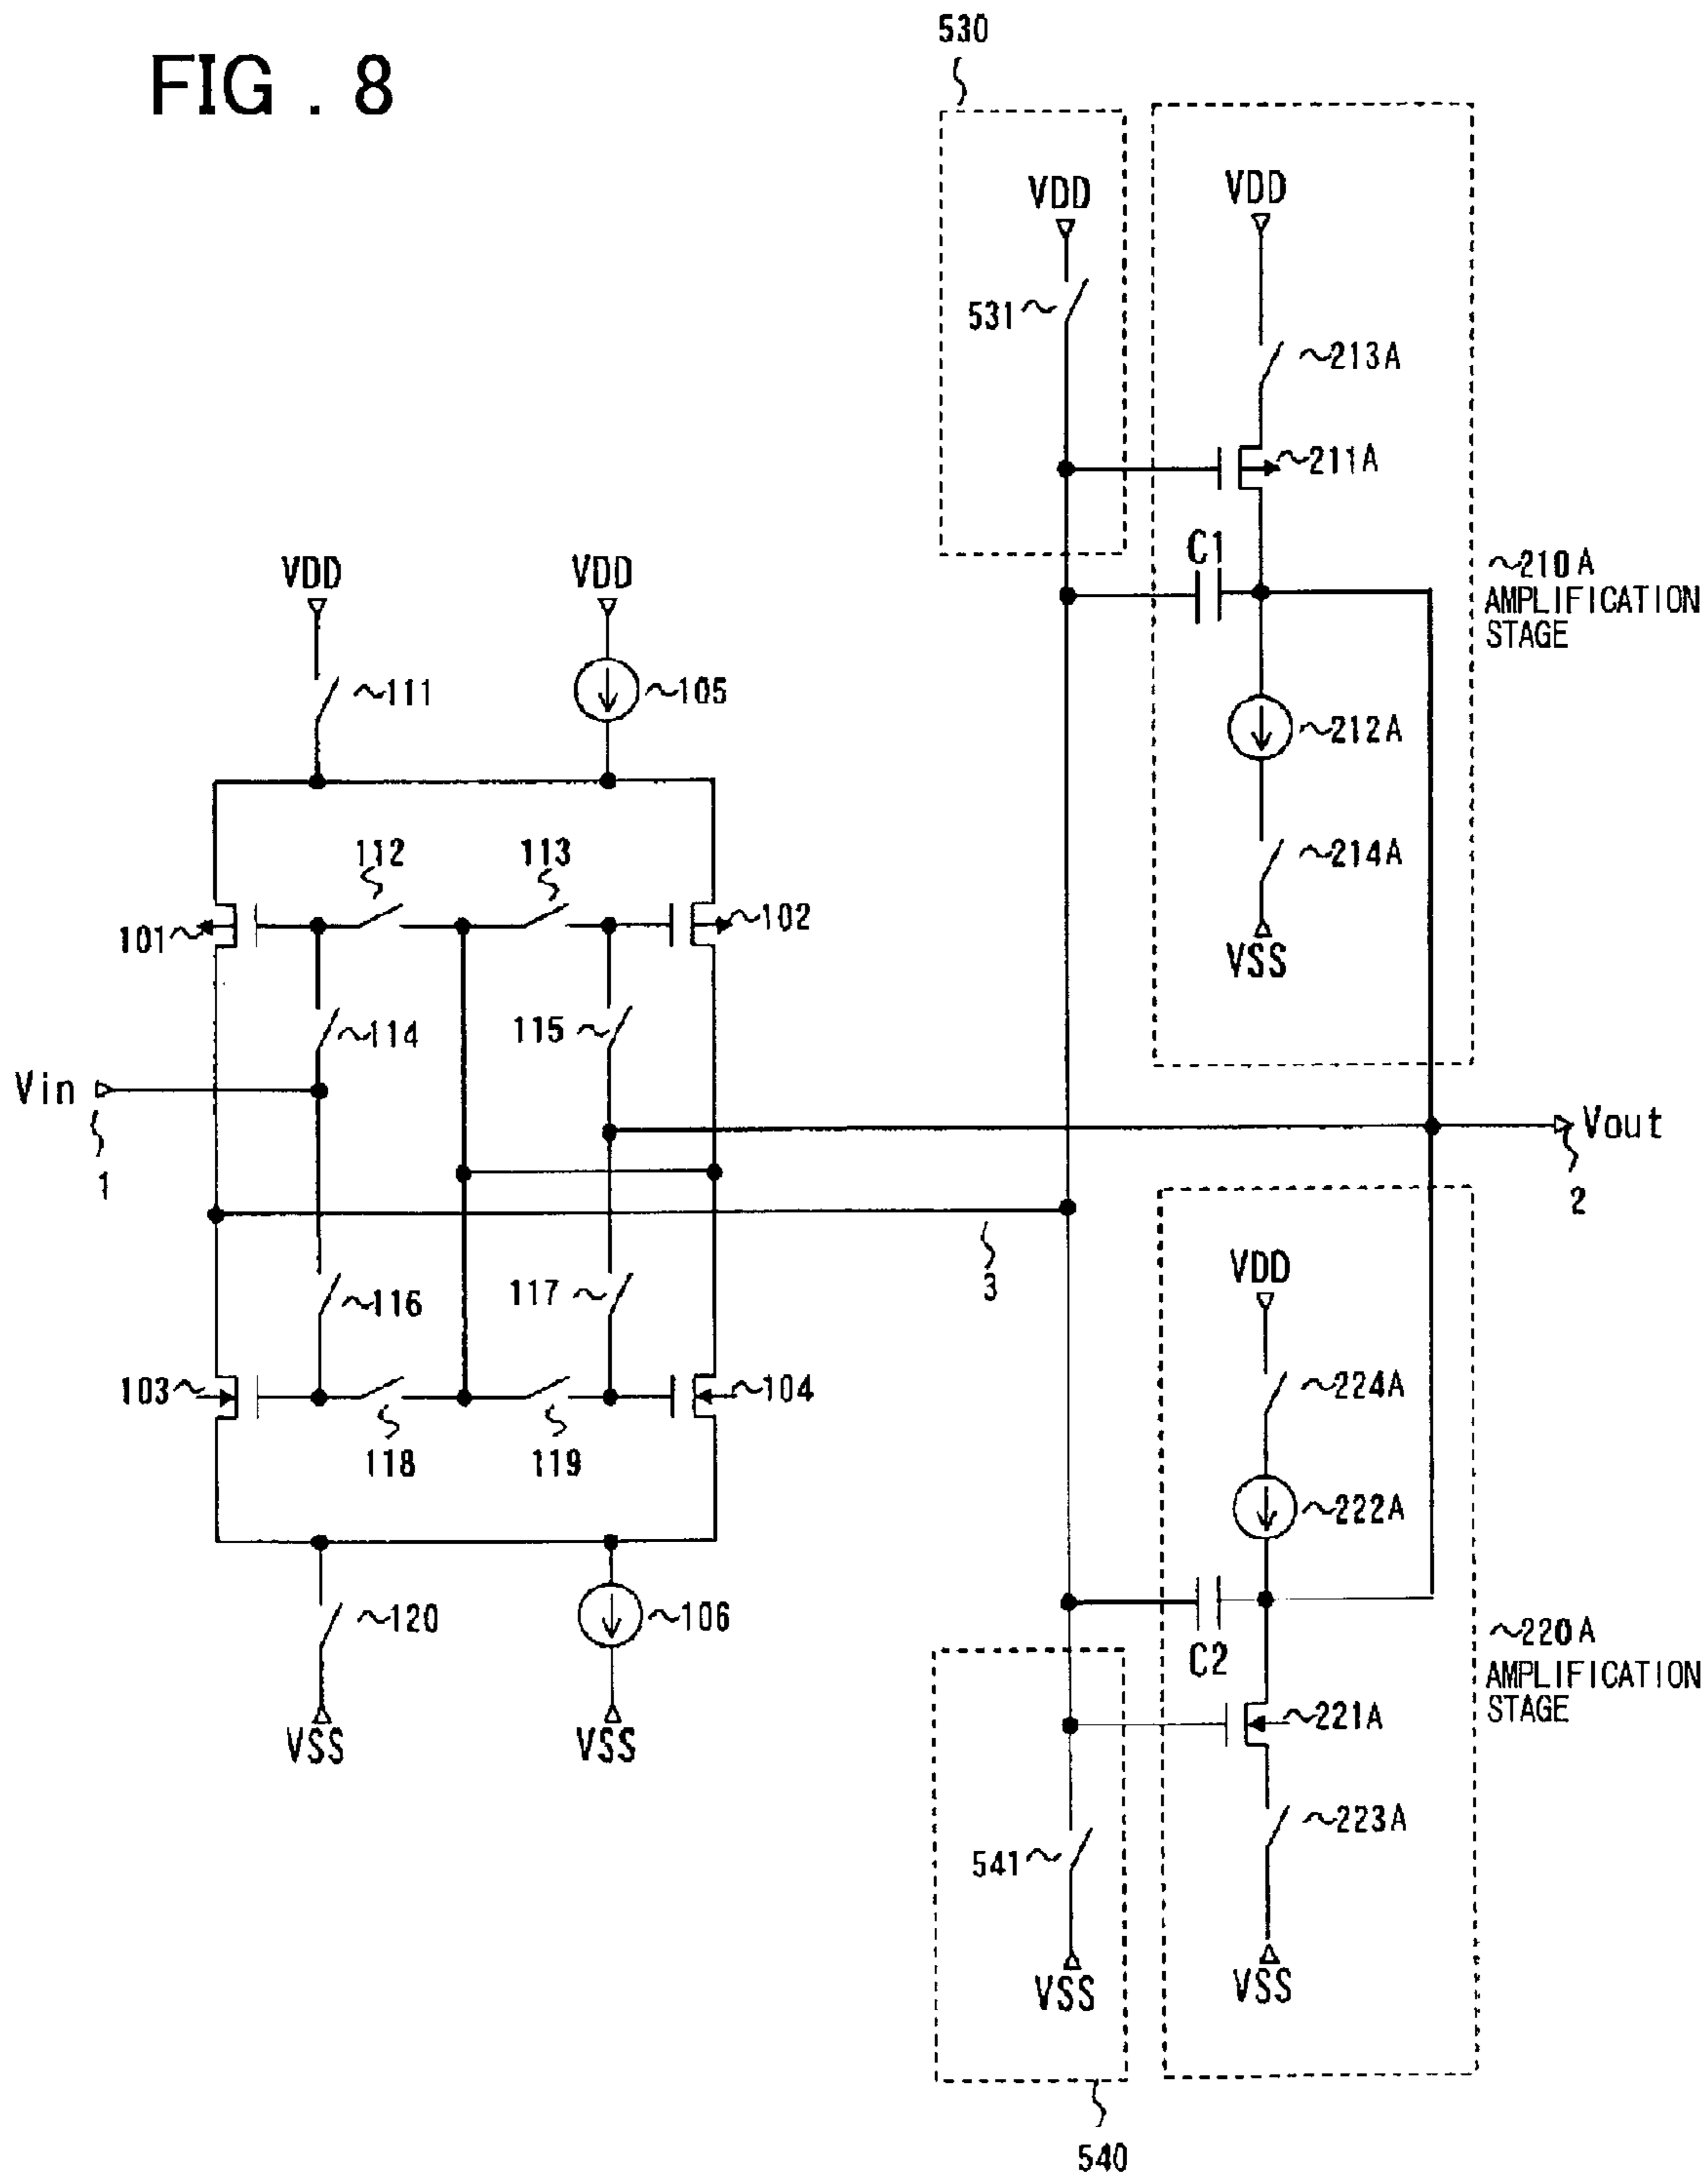 FIG . 8
530
VDD
VDD
531
213A
211A
C1
210A
AMPLIFICATION
STAGE
VDD
VDD
111
105
212A
112
113
214A
101
102
VSS
114
115
Vin
1
Vout
2
3
VDD
116
117
224A
103
104
118
119
222A
120
106
C2
220A
AMPLIFICATION
STAGE
VSS
VSS
221A
541
223A
VSS
VSS
540